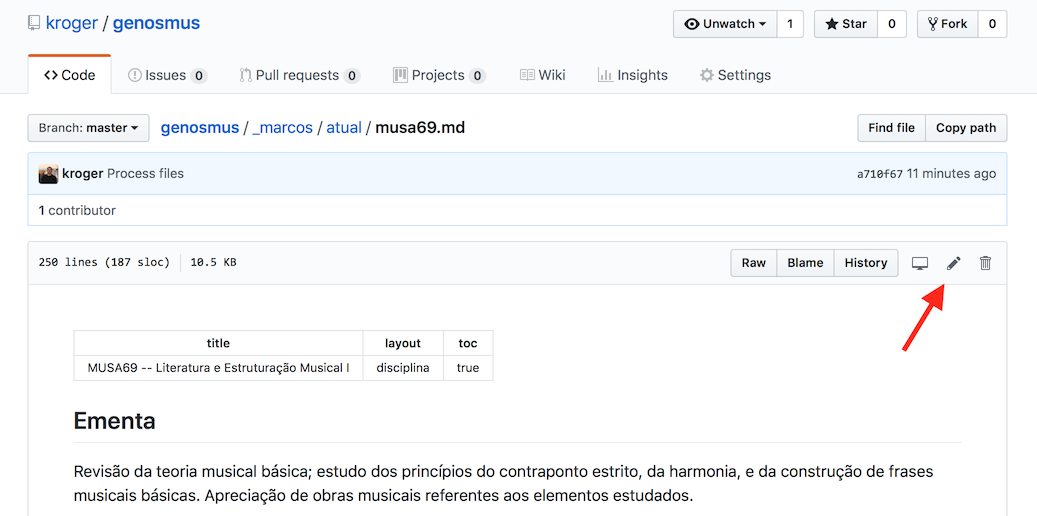 kroger / genosmus
Unwatch 1 Star 0 Fork 0
Code Issues 0 Pull requests 0 Projects 0 Wiki Insights Settings
Branch: master genosmus / _marcos / atual / musa69.md Find file Copy path
kroger Process files a710f67 11 minutes ago
1 contributor
250 lines (187 sloc) 10.5 KB Raw Blame History
title layout toc
MUSA69 -- Literatura e Estruturação Musical I disciplina true
Ementa
Revisão da teoria musical básica; estudo dos princípios do contraponto estrito, da harmonia, e da construção de frases
musicais básicas. Apreciação de obras musicais referentes aos elementos estudados.